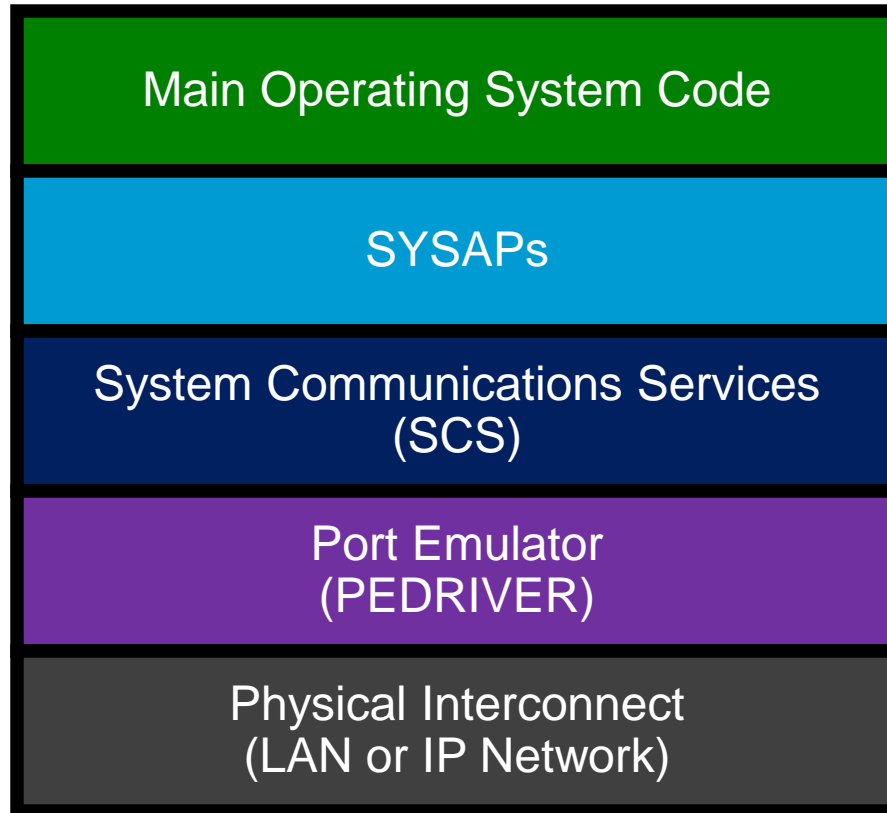 Main Operating System Code
SYSAPs
System Communications Services
(SCS)
Port Emulator
(PEDRIVER)
Physical Interconnect
(LAN or IP Network)